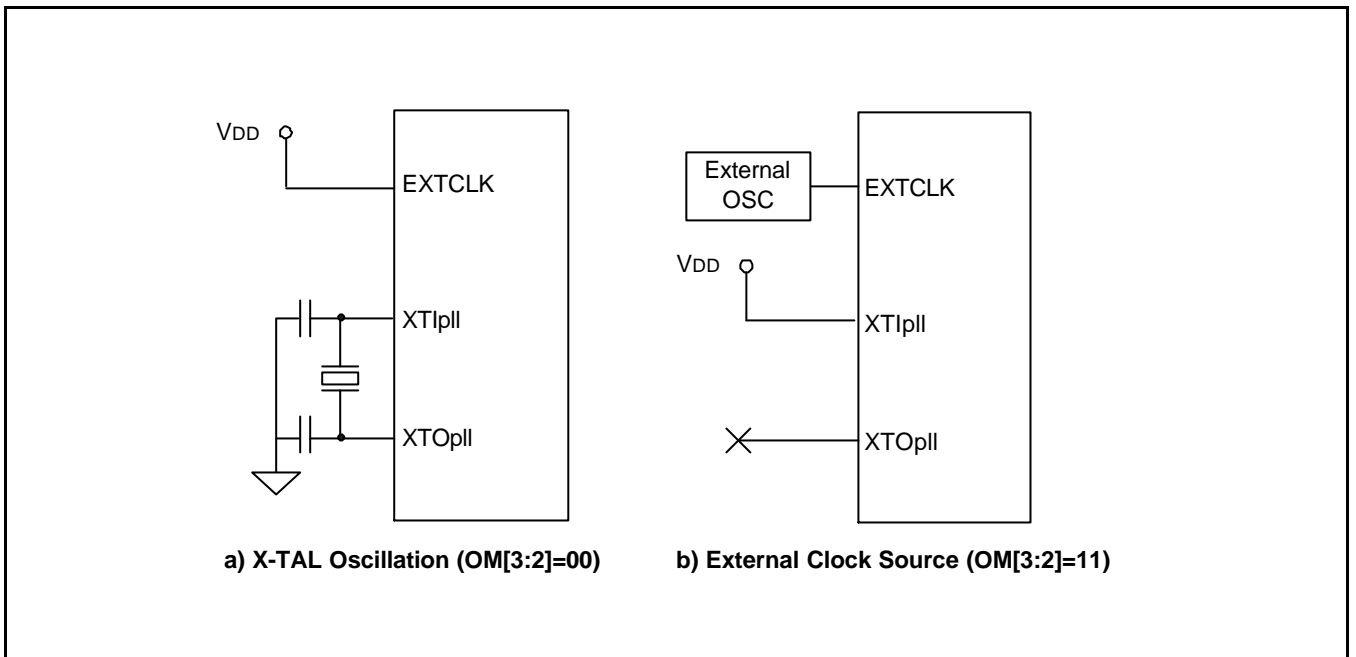 VDD
EXTCLK
XTIpll
XTOpll
a) X-TAL Oscillation (OM[3:2]=00)
External
OSC
EXTCLK
VDD
XTIpll
XTOpll
b) External Clock Source (OM[3:2]=11)